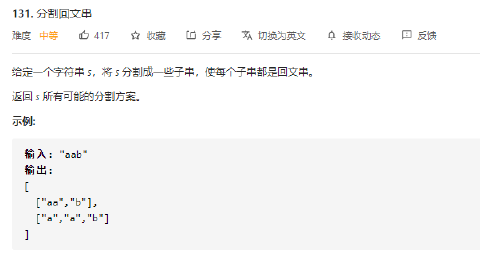 131. 分割回文串
难度 中等 417 收藏 分享 切换为英文 接收动态 反馈
给定一个字符串 s，将 s 分割成一些子串，使每个子串都是回文串。
返回 s 所有可能的分割方案。
示例:
输入: "aab"
输出:
[
["aa","b"],
["a","a","b"]
]